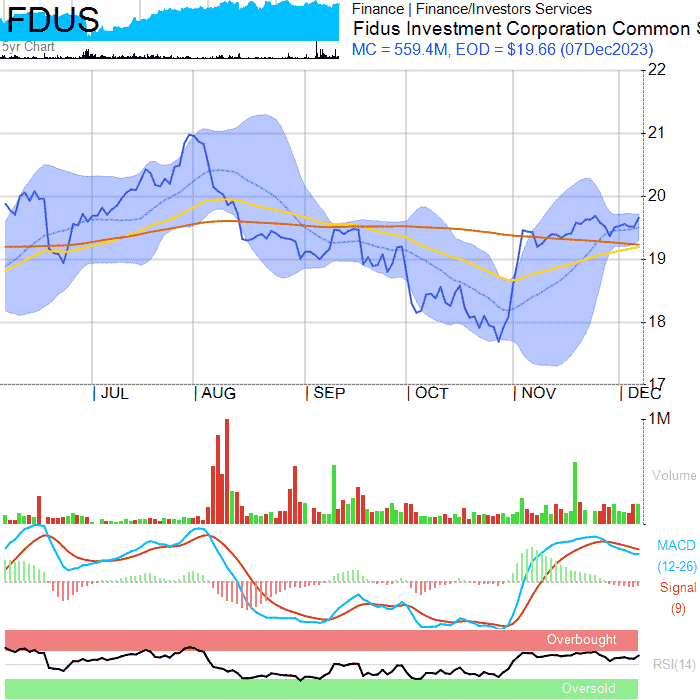 FDUS
5yr Chart
Finance | Finance/Investors Services
Fidus Investment Corporation Common S
MC = 559.4M, EOD = $19.66 (07Dec2023)
22
21
20
19
18
17
JUL
AUG
SEP
OCT
NOV
DEC
1M
Volume
MACD
(12-26)
Signal
(9)
Overbought
RSI(14)
Oversold